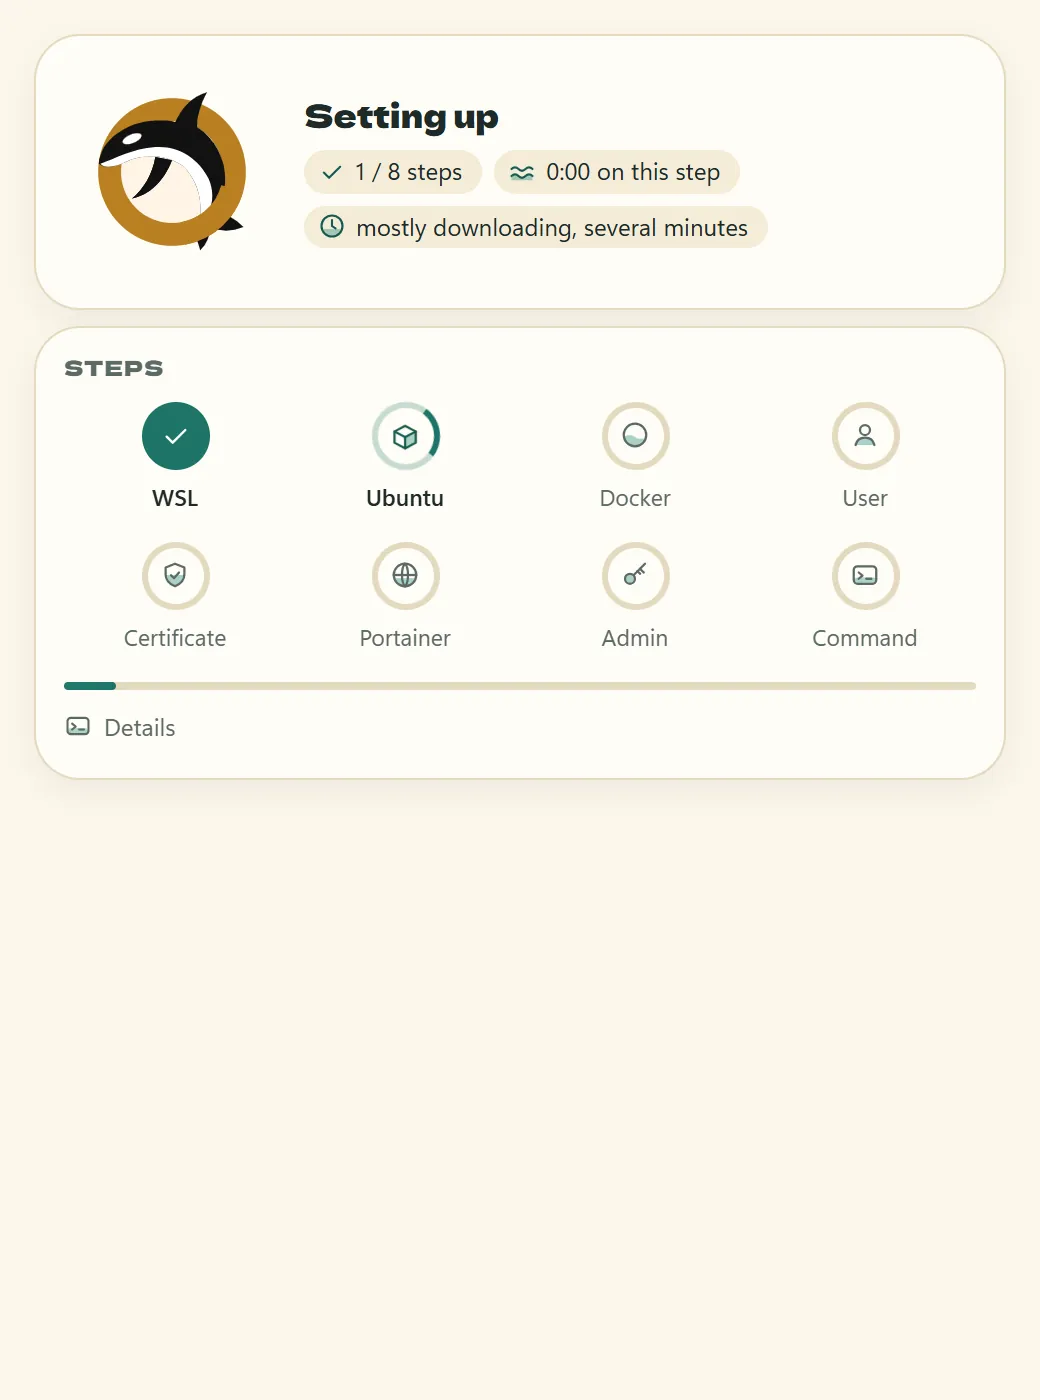 Setting up
1 / 8 steps
0:00 on this step
mostly downloading, several minutes
STEPS
WSL
Ubuntu
Docker
User
Certificate
Portainer
Admin
Command
Details